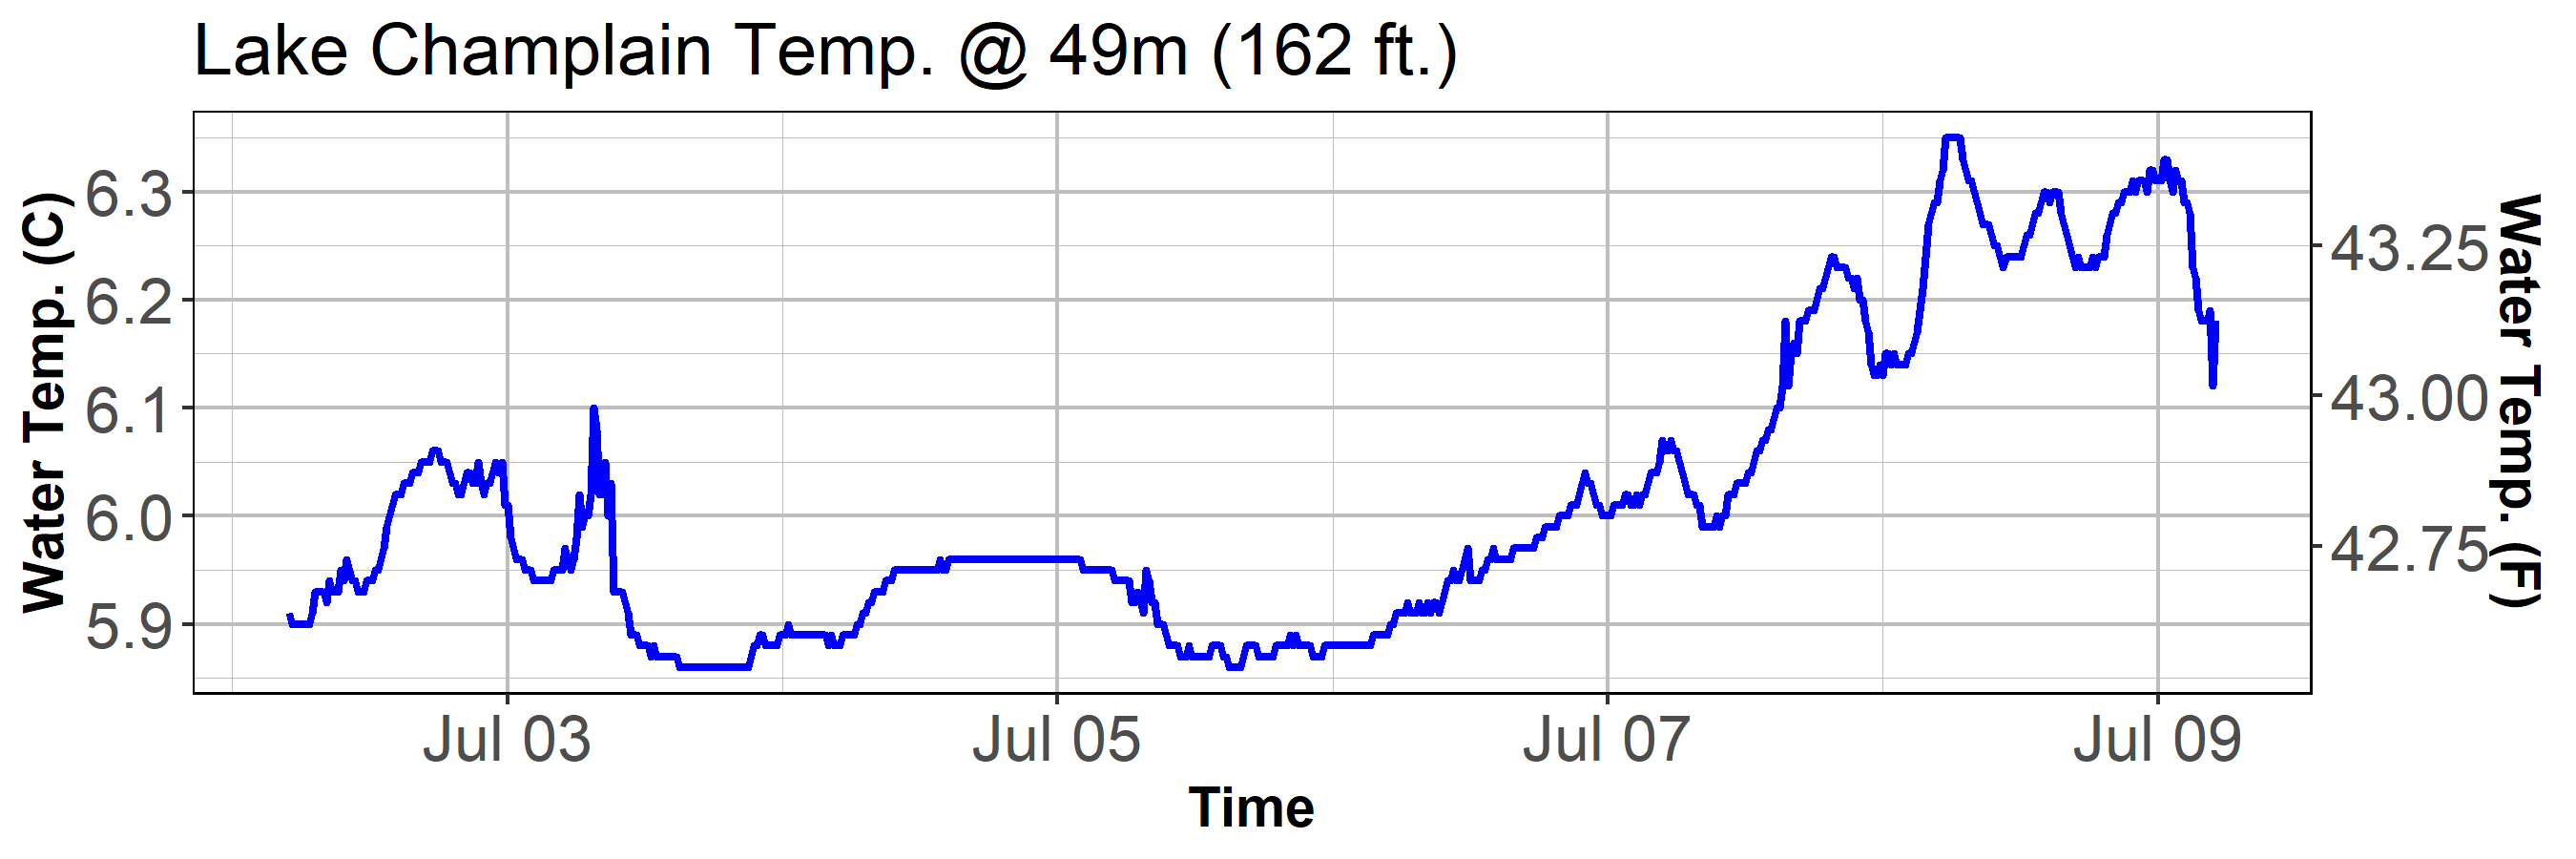 Lake Champlain Temp. @ 49m (162 ft.)
Water Temp. (C)
6.3
6.2
6.1
6.0
5.9
43.25
43.00
42.75
Water Temp. (F)
Jul 03
Jul 05
Jul 07
Jul 09
Time